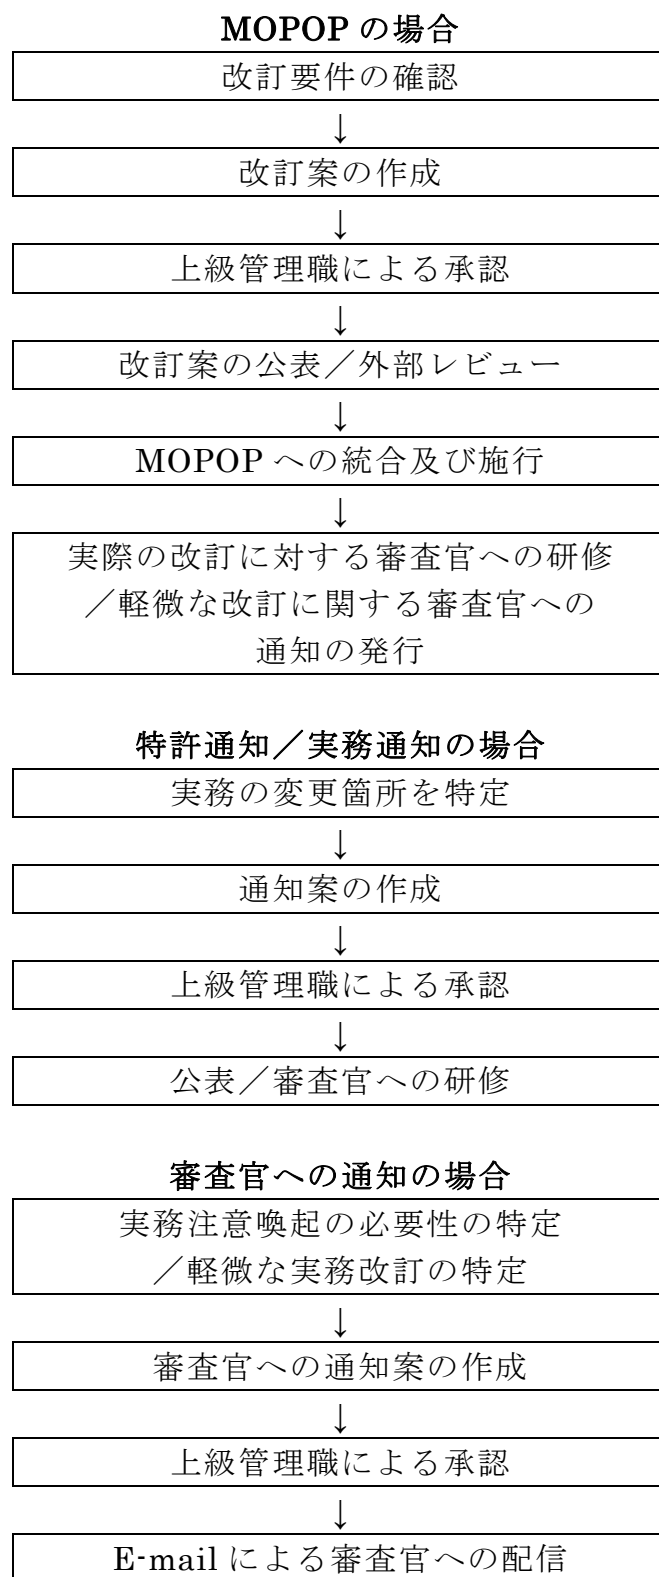 MOPOP の場合
改訂要件の確認
↓
改訂案の作成
↓
上級管理職による承認
↓
改訂案の公表／外部レビュー
↓
MOPOP への統合及び施行
↓
実際の改訂に対する審査官への研修
／軽微な改訂に関する審査官への
通知の発行
特許通知／実務通知の場合
実務の変更箇所を特定
↓
通知案の作成
↓
上級管理職による承認
↓
公表／審査官への研修
審査官への通知の場合
実務注意喚起の必要性の特定
／軽微な実務改訂の特定
↓
審査官への通知案の作成
↓
上級管理職による承認
↓
E-mail による審査官への配信